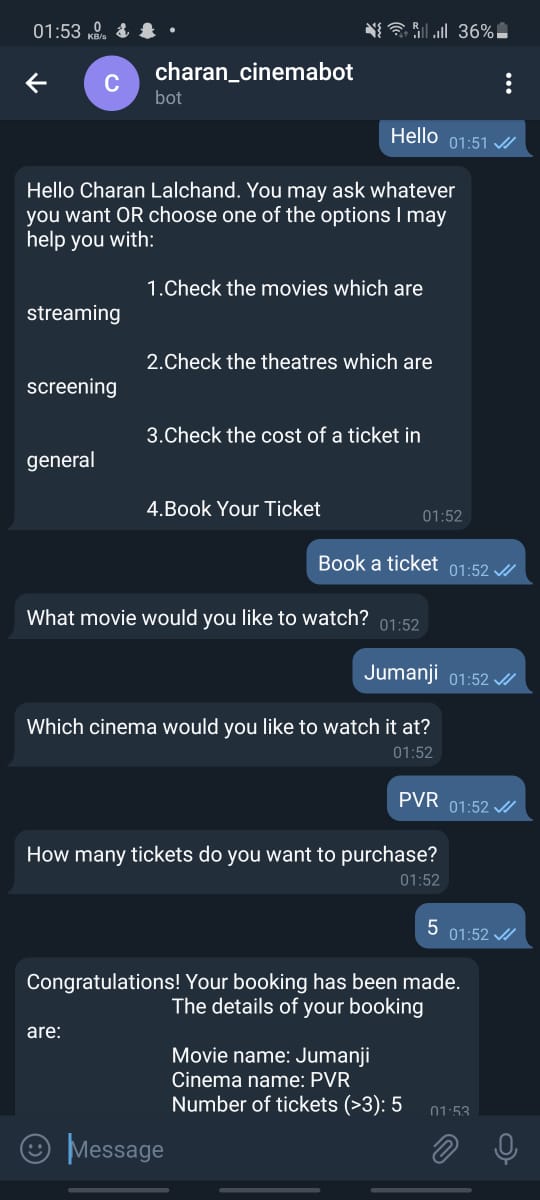 01:53 0 KB/s R 36%
charan_cinemabot
C
bot
Hello 01:51
Hello Charan Lalchand. You may ask whatever
you want OR choose one of the options I may
help you with:
1.Check the movies which are
streaming
2.Check the theatres which are
screening
3.Check the cost of a ticket in
general
4.Book Your Ticket 01:52
Book a ticket 01:52
What movie would you like to watch? 01:52
Jumanji 01:52
Which cinema would you like to watch it at?
01:52
PVR 01:52
How many tickets do you want to purchase?
01:52
5 01:52
Congratulations! Your booking has been made.
The details of your booking
are:
Movie name: Jumanji
Cinema name: PVR
Number of tickets (>3): 5 01:53
Message